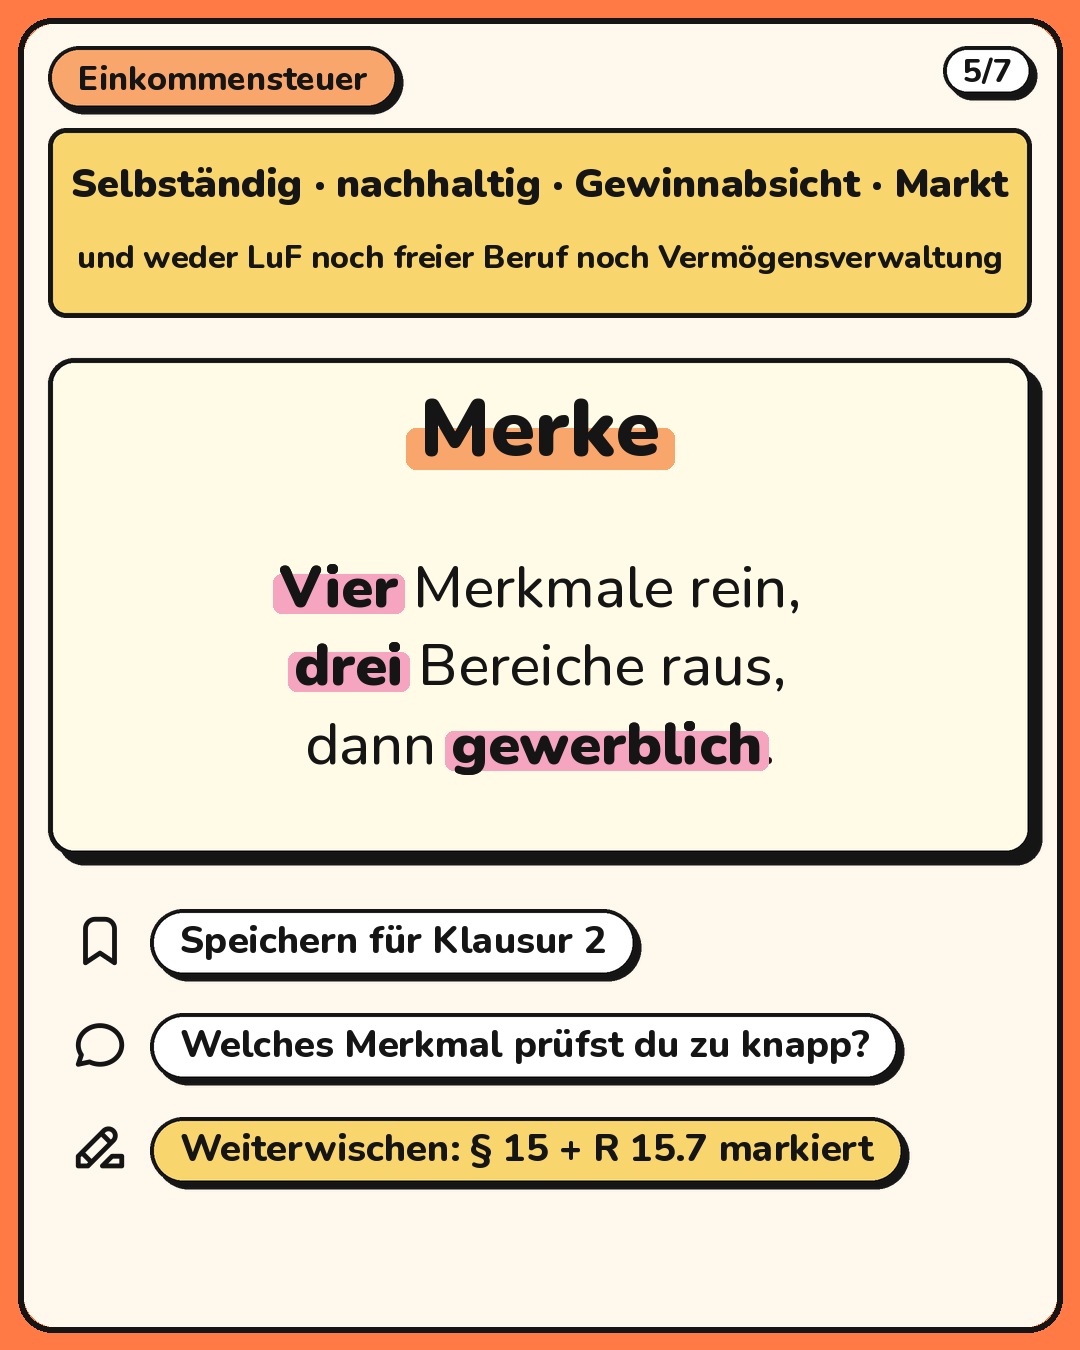 Einkommensteuer
5/7
Selbständig · nachhaltig · Gewinnabsicht · Markt
und weder LuF noch freier Beruf noch Vermögensverwaltung
Merke
Vier Merkmale rein,
drei Bereiche raus,
dann gewerblich.
Speichern für Klausur 2
Welches Merkmal prüfst du zu knapp?
Weiterwischen: § 15 + R 15.7 markiert